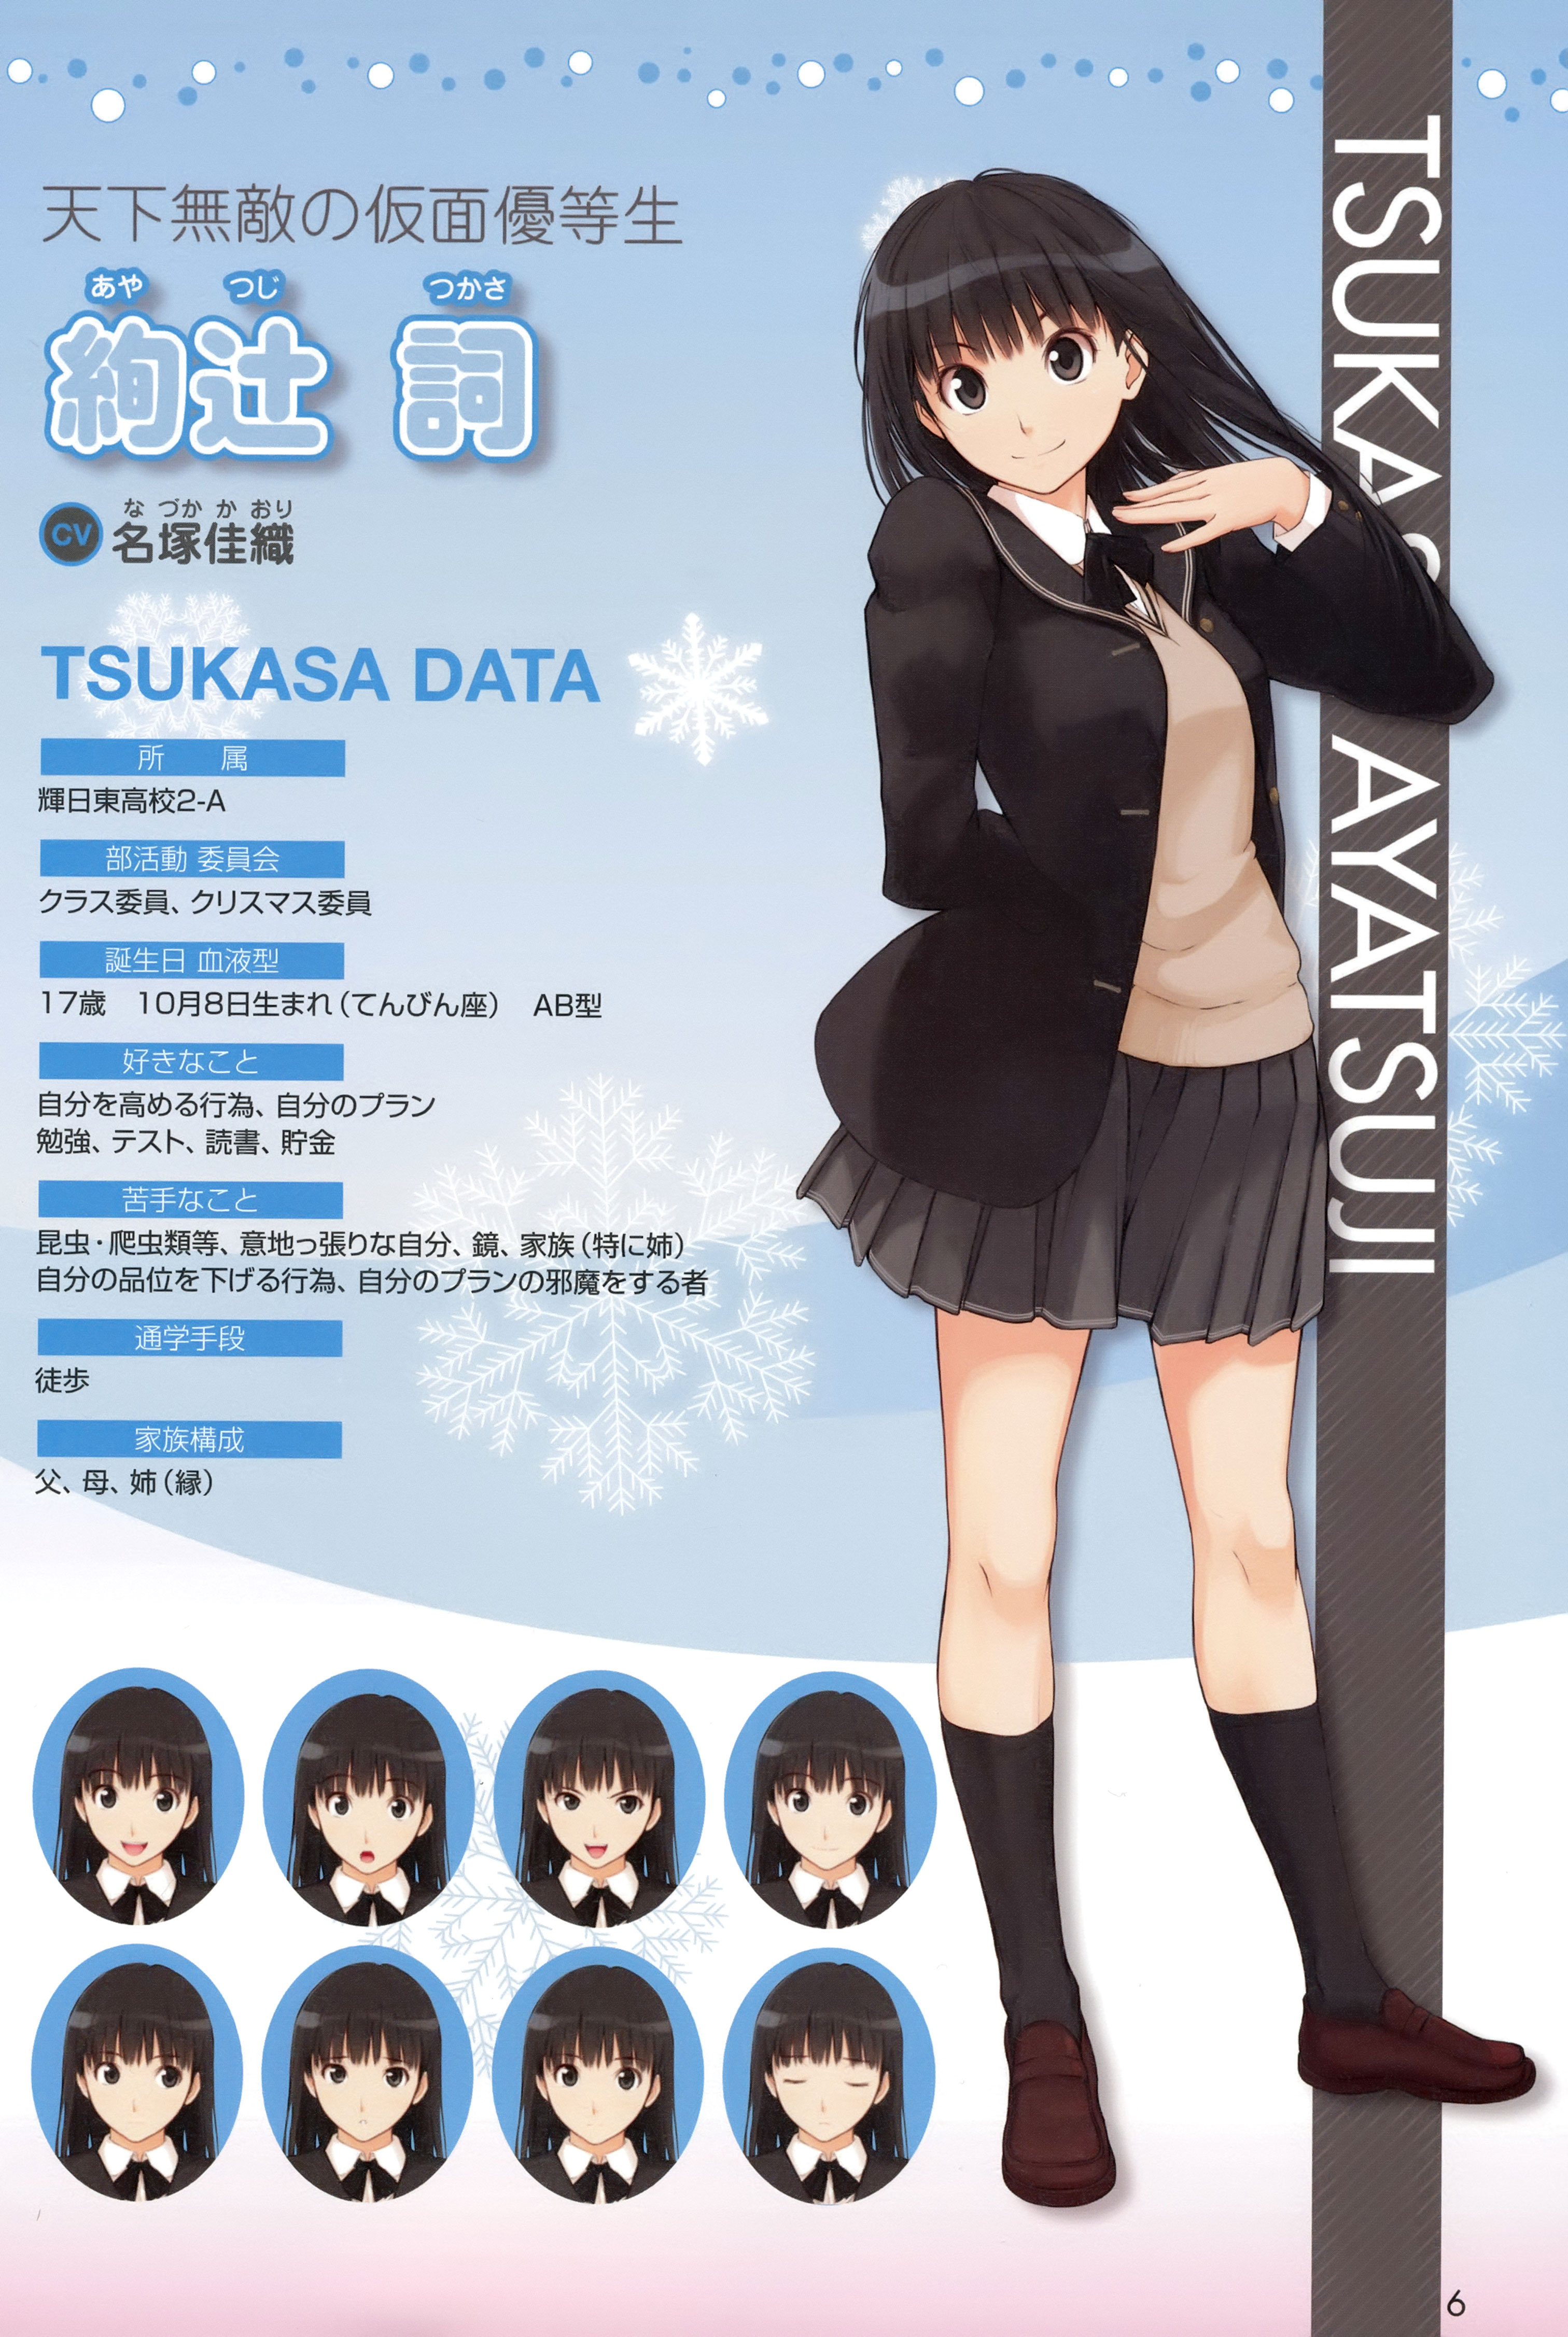 天下無敵の仮面優等生
あや つじ つかさ
絢辻 詞
なづか かおり
CV 名塚佳織
TSUKASA DATA
所 属
輝日東高校2-A
部活動 委員会
クラス委員、クリスマス委員
誕生日 血液型
17歳 10月8日生まれ（てんびん座） AB型
好きなこと
自分を高める行為、自分のプラン
勉強、テスト、読書、貯金
苦手なこと
昆虫・爬虫類等、意地っ張りな自分、鏡、家族（特に姉）
自分の品位を下げる行為、自分のプランの邪魔をする者
通学手段
徒歩
家族構成
父、母、姉（縁）
TSUKASA AYATSUJI
6